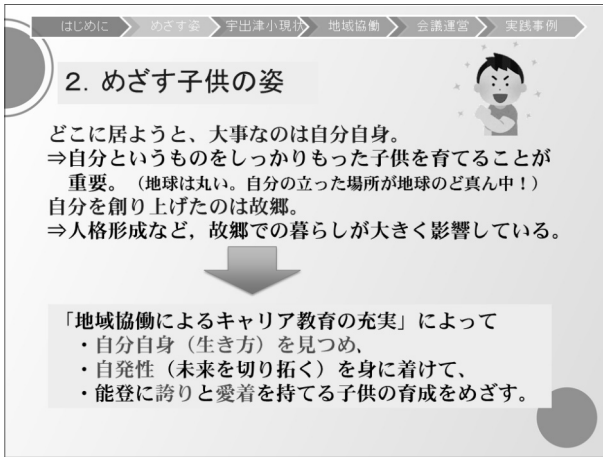 はじめに めざす姿 宇出津小現状 地域協働 会議運営 実践事例
２．めざす子供の姿
どこに居ようと、大事なのは自分自身。
⇒自分というものをしっかりもった子供を育てることが
重要。（地球は丸い。自分の立った場所が地球のど真ん中！）
自分を創り上げたのは故郷。
⇒人格形成など，故郷での暮らしが大きく影響している。
「地域協働によるキャリア教育の充実」によって
・自分自身（生き方）を見つめ、
・自発性（未来を切り拓く）を身に着けて、
・能登に誇りと愛着を持てる子供の育成をめざす。